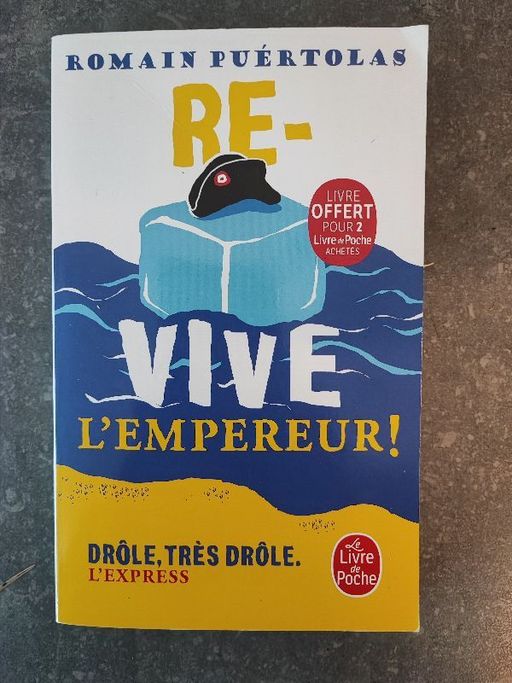 ROMAIN PUÉRTOLAS
RE-
LIVRE
OFFERT
POUR 2
Livre de Poche
ACHETÉS
VIVE
L'EMPEREUR!
DRÔLE, TRÈS DRÔLE.
L'EXPRESS
Le
Livre
de
Poche